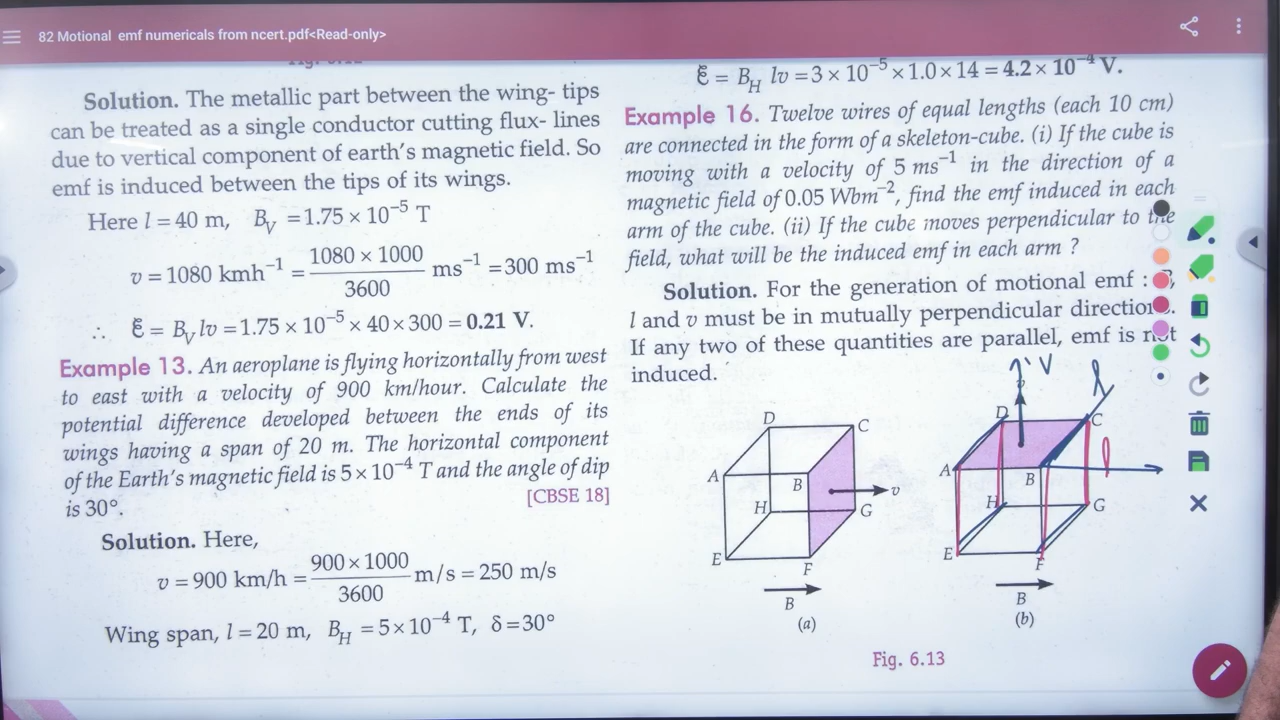 82 Motional emf numericals from ncert.pdf<Read-only>
Solution. The metallic part between the wing- tips
can be treated as a single conductor cutting flux- lines
due to vertical component of earth's magnetic field. So
emf is induced between the tips of its wings.
Here l = 40 m, B_V = 1.75 × 10⁻⁵ T
υ = 1080 kmh⁻¹ = 1080 × 1000 / 3600 ms⁻¹ = 300 ms⁻¹
∴ ℰ = B_V lυ = 1.75 × 10⁻⁵ × 40 × 300 = 0.21 V.
Example 13. An aeroplane is flying horizontally from west
to east with a velocity of 900 km/hour. Calculate the
potential difference developed between the ends of its
wings having a span of 20 m. The horizontal component
of the Earth's magnetic field is 5 × 10⁻⁴ T and the angle of dip
is 30°.
[CBSE 18]
Solution. Here,
υ = 900 km/h = 900 × 1000 / 3600 m/s = 250 m/s
Wing span, l = 20 m, B_H = 5 × 10⁻⁴ T, δ = 30°
ℰ = B_H lυ = 3 × 10⁻⁵ × 1.0 × 14 = 4.2 × 10⁻⁴ V.
Example 16. Twelve wires of equal lengths (each 10 cm)
are connected in the form of a skeleton-cube. (i) If the cube is
moving with a velocity of 5 ms⁻¹ in the direction of a
magnetic field of 0.05 Wbm⁻², find the emf induced in each
arm of the cube. (ii) If the cube moves perpendicular to the
field, what will be the induced emf in each arm ?
Solution. For the generation of motional emf :
l and υ must be in mutually perpendicular direction
If any two of these quantities are parallel, emf is not
induced.
V l
D C
A B
H G υ
E F
B
(a)
D C
A B l
H G
E F
B
(b)
Fig. 6.13